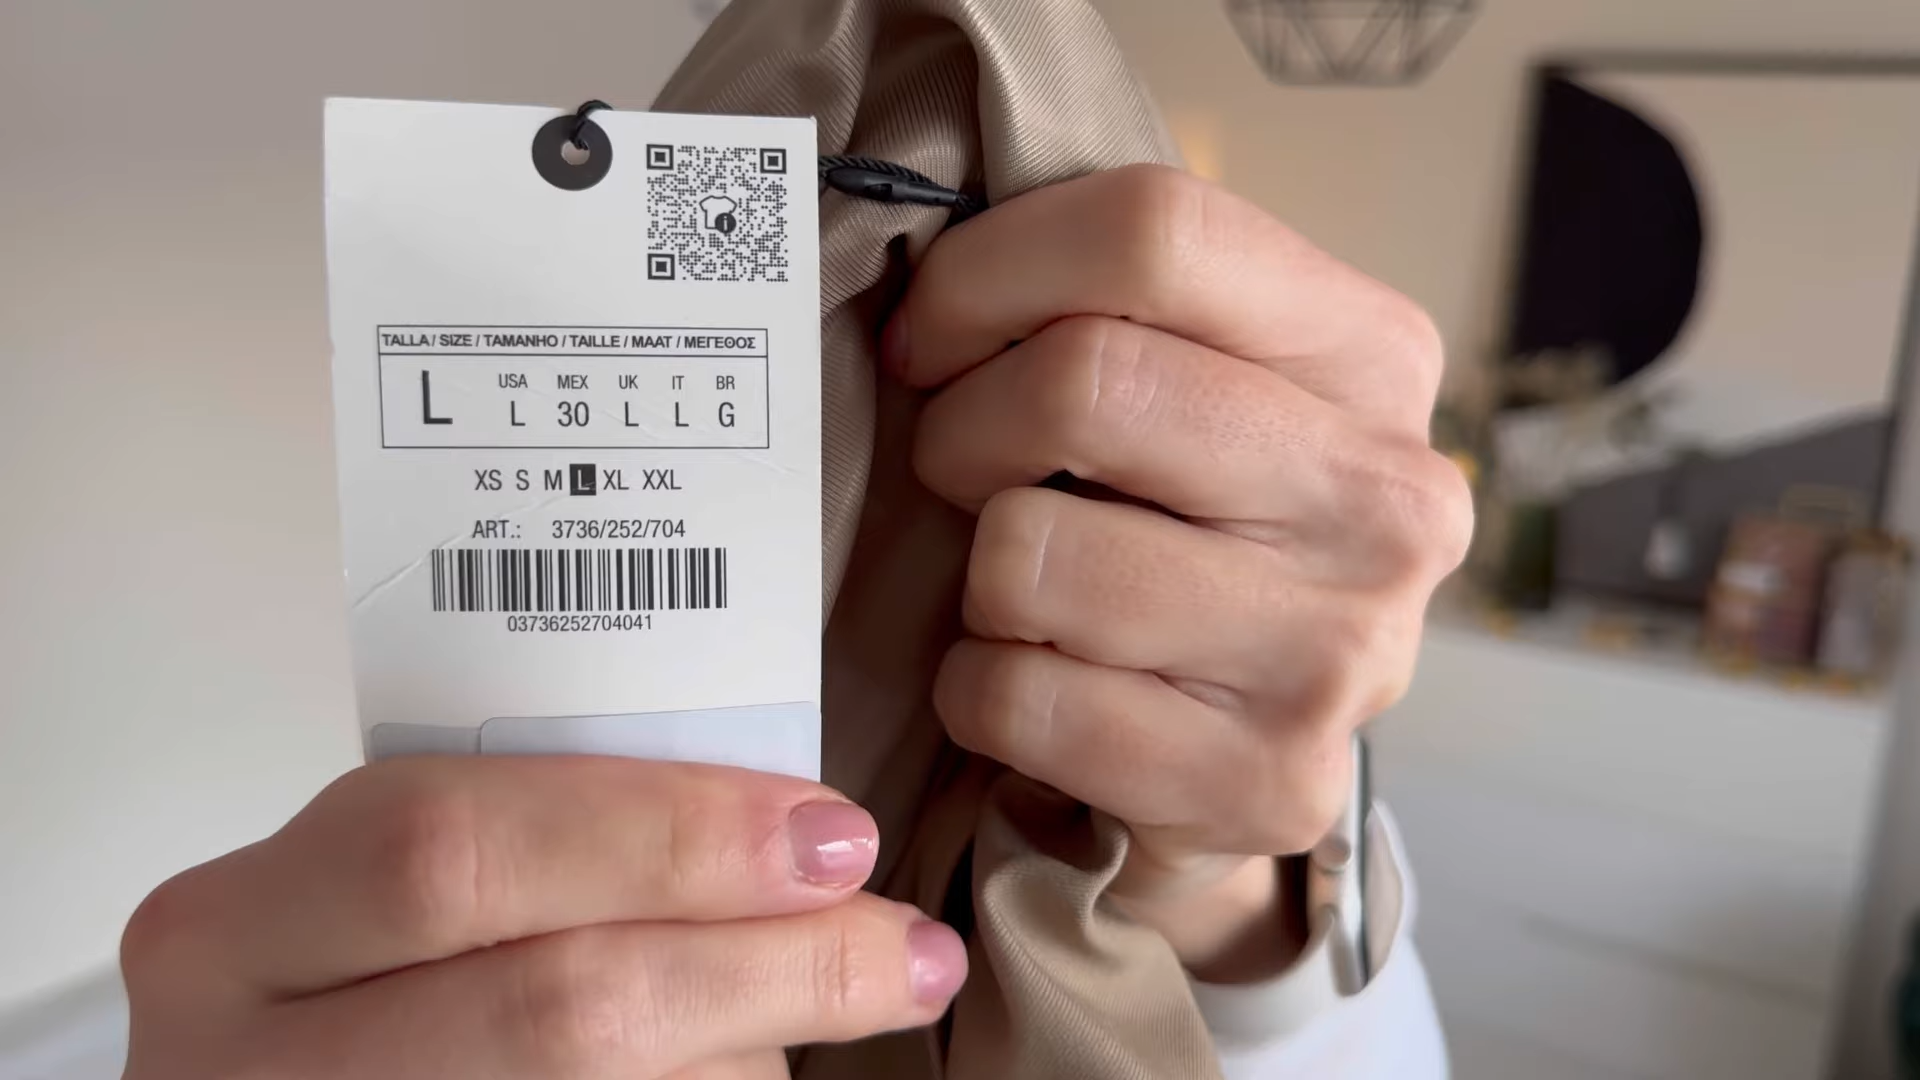 TALLA / SIZE / TAMANHO / TAILLE / MAAT / ΜΕΓΕΘΟΣ
L
USA MEX UK IT BR
L 30 L L G
XS S M L XL XXL
ART.: 3736/252/704
03736252704041